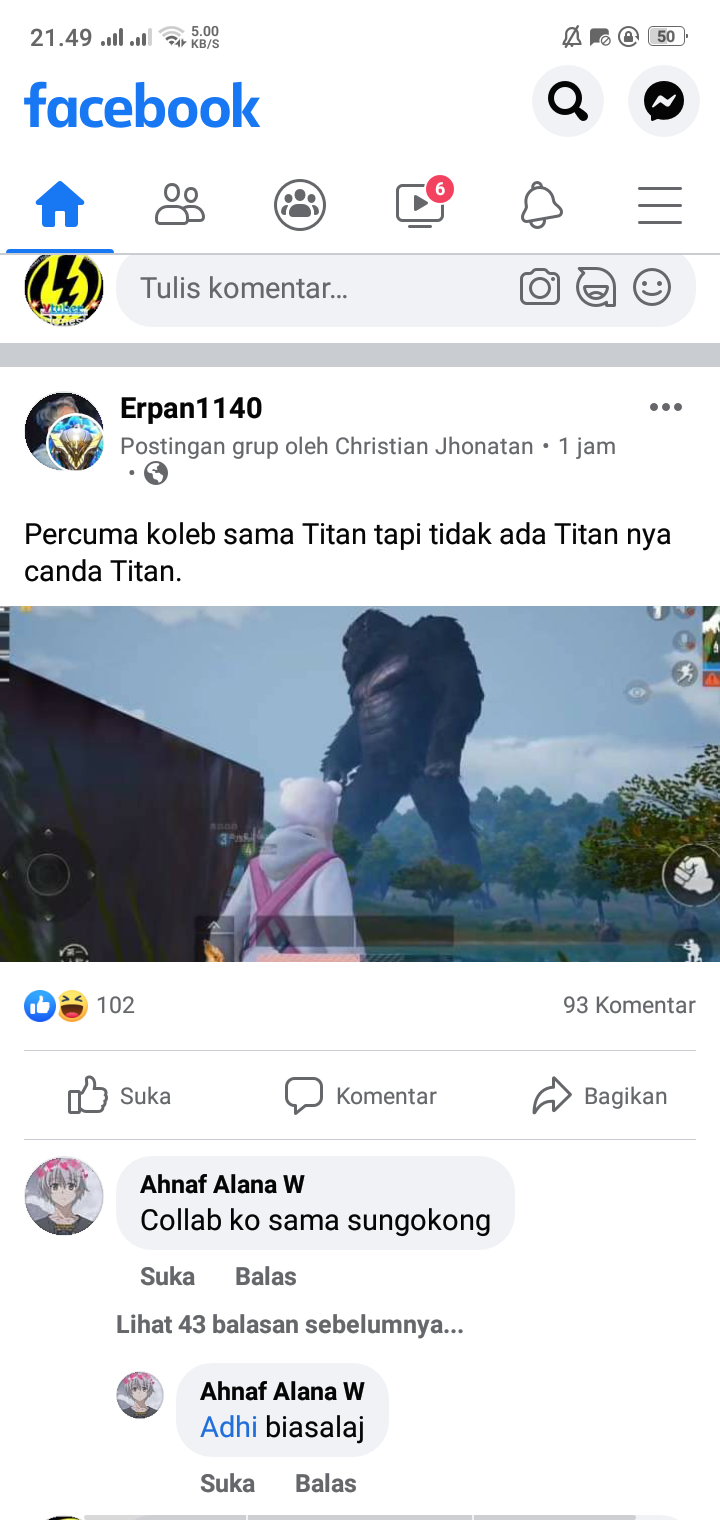 21.49
5.00
KB/S
50
facebook
6
Tulis komentar...
Erpan1140
Postingan grup oleh Christian Jhonatan • 1 jam
•
Percuma koleb sama Titan tapi tidak ada Titan nya
canda Titan.
102
93 Komentar
Suka
Komentar
Bagikan
Ahnaf Alana W
Collab ko sama sungokong
Suka
Balas
Lihat 43 balasan sebelumnya...
Ahnaf Alana W
Adhi biasalaj
Suka
Balas